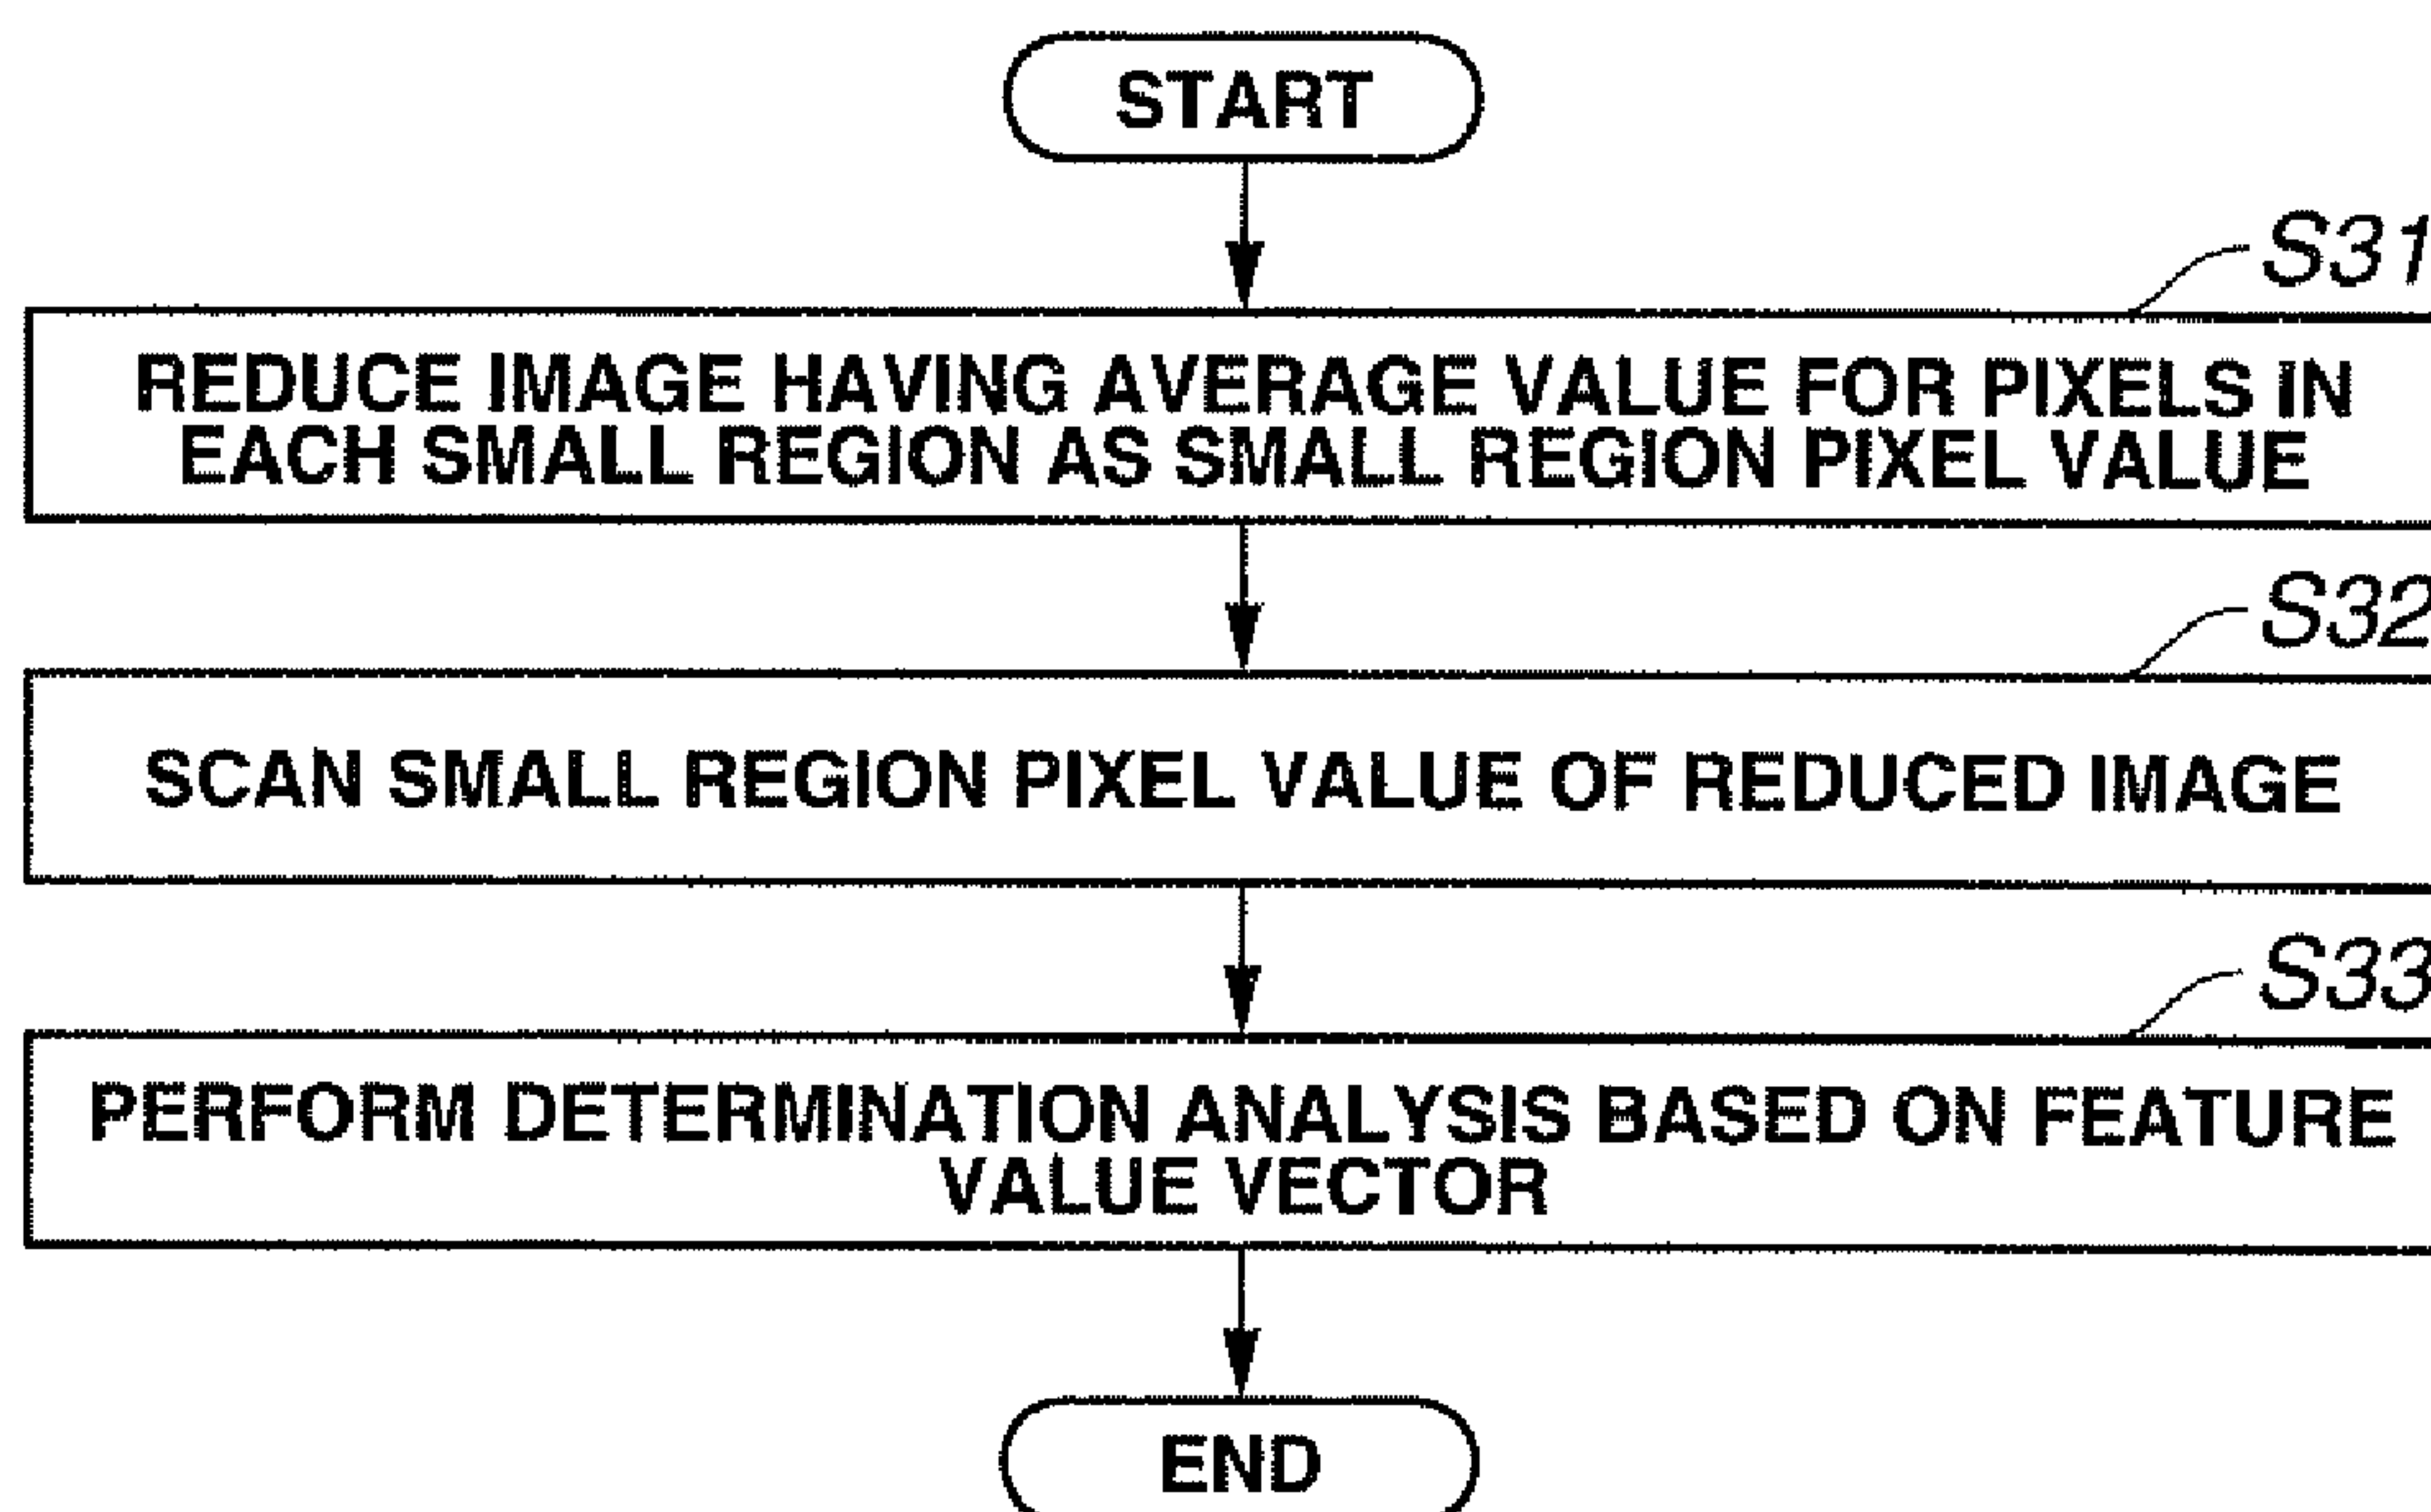 START
S31
REDUCE IMAGE HAVING AVERAGE VALUE FOR PIXELS IN
EACH SMALL REGION AS SMALL REGION PIXEL VALUE
S32
SCAN SMALL REGION PIXEL VALUE OF REDUCED IMAGE
S33
PERFORM DETERMINATION ANALYSIS BASED ON FEATURE
VALUE VECTOR
END